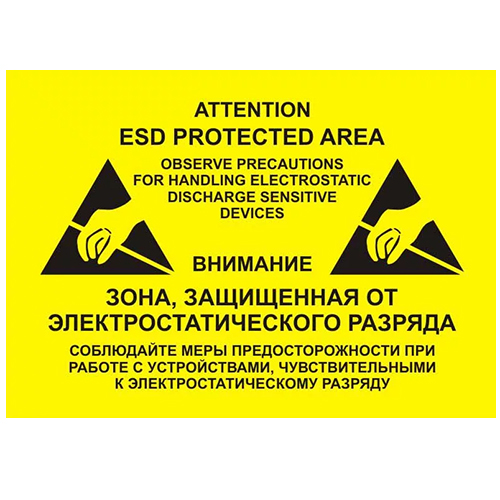 ATTENTION
ESD PROTECTED AREA
OBSERVE PRECAUTIONS
FOR HANDLING ELECTROSTATIC
DISCHARGE SENSITIVE
DEVICES
ВНИМАНИЕ
ЗОНА, ЗАЩИЩЕННАЯ ОТ
ЭЛЕКТРОСТАТИЧЕСКОГО РАЗРЯДА
СОБЛЮДАЙТЕ МЕРЫ ПРЕДОСТОРОЖНОСТИ ПРИ
РАБОТЕ С УСТРОЙСТВАМИ, ЧУВСТВИТЕЛЬНЫМИ
К ЭЛЕКТРОСТАТИЧЕСКОМУ РАЗРЯДУ